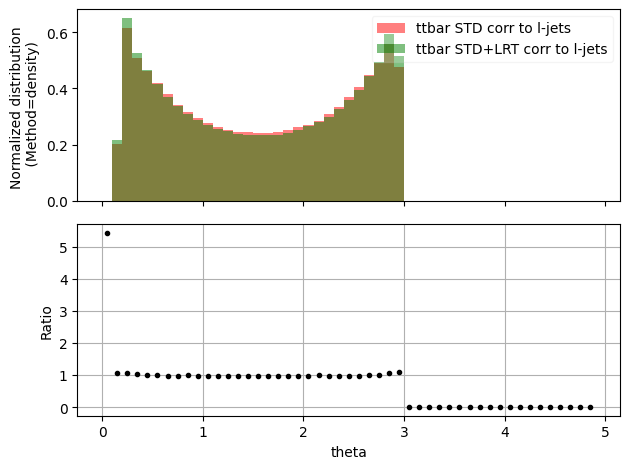 Normalized distribution
(Method=density)
0.6
0.4
0.2
0.0
ttbar STD corr to l-jets
ttbar STD+LRT corr to l-jets
Ratio
5
4
3
2
1
0
0 1 2 3 4 5
theta